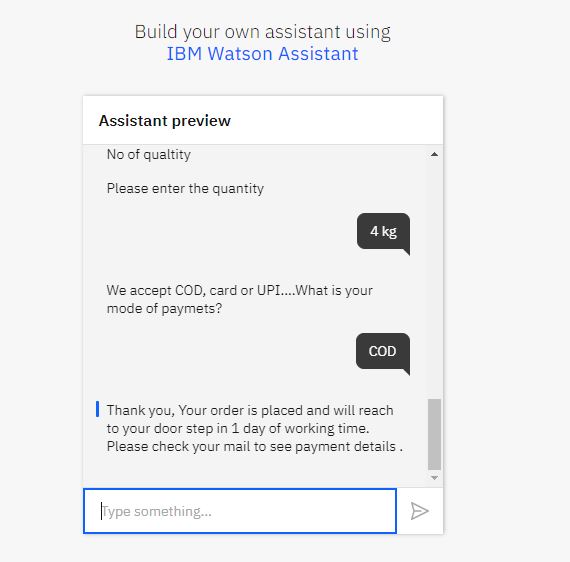 Build your own assistant using
IBM Watson Assistant
Assistant preview
No of qualtity
Please enter the quantity
4 kg
We accept COD, card or UPI....What is your
mode of paymets?
COD
Thank you, Your order is placed and will reach
to your door step in 1 day of working time.
Please check your mail to see payment details .
Type something...